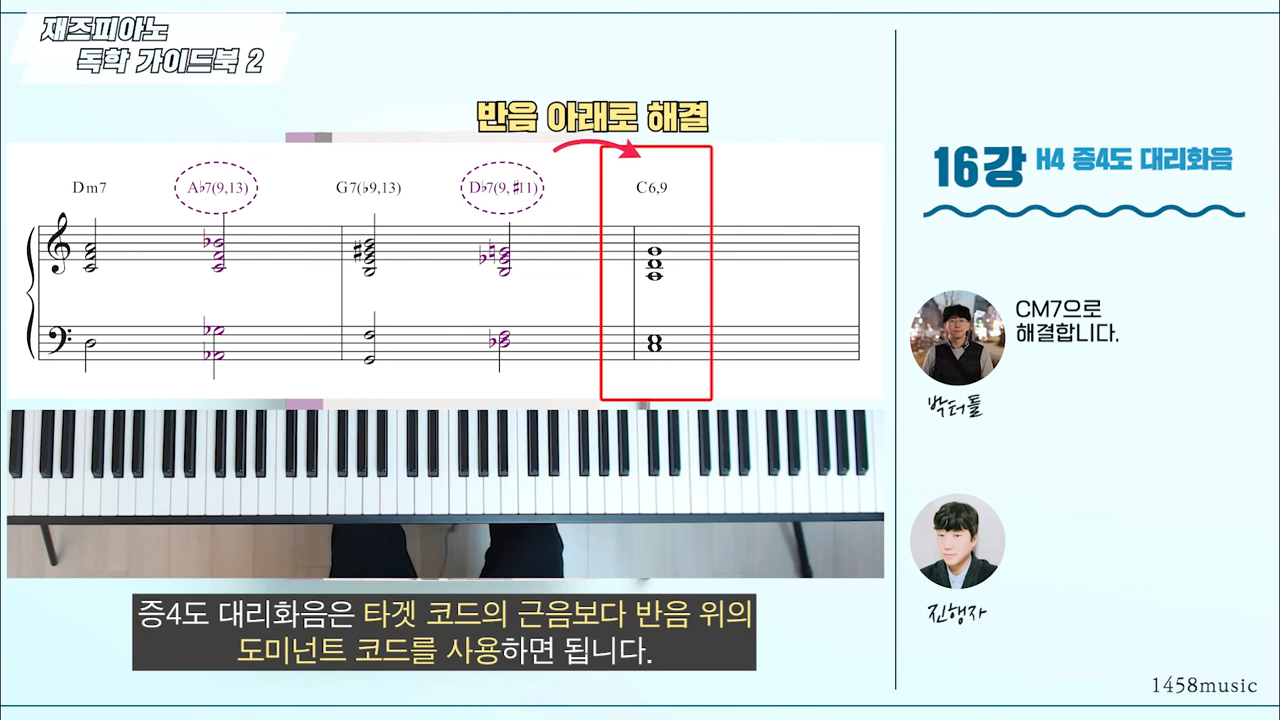 재즈피아노
독학 가이드북 2
반음 아래로 해결
Dm7 A♭7(9,13) G7(♭9,13) D♭7(9,♯11) C6,9
16강 H4 증4도 대리화음
CM7으로
해결합니다.
박터틀
진행자
증4도 대리화음은 타겟 코드의 근음보다 반음 위의
도미넌트 코드를 사용하면 됩니다.
1458music